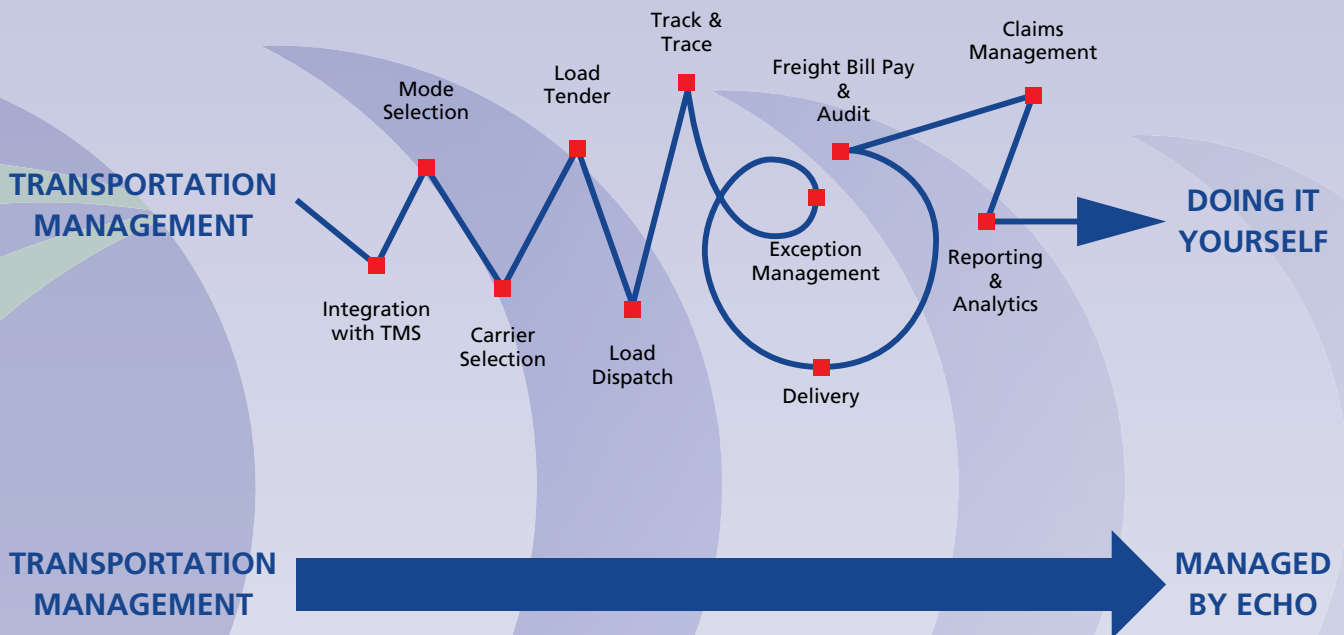 TRANSPORTATION
MANAGEMENT
Integration
with TMS
Mode
Selection
Carrier
Selection
Load
Tender
Load
Dispatch
Track &
Trace
Exception
Management
Delivery
Freight Bill Pay
&
Audit
Claims
Management
Reporting
&
Analytics
DOING IT
YOURSELF
TRANSPORTATION
MANAGEMENT
MANAGED
BY ECHO